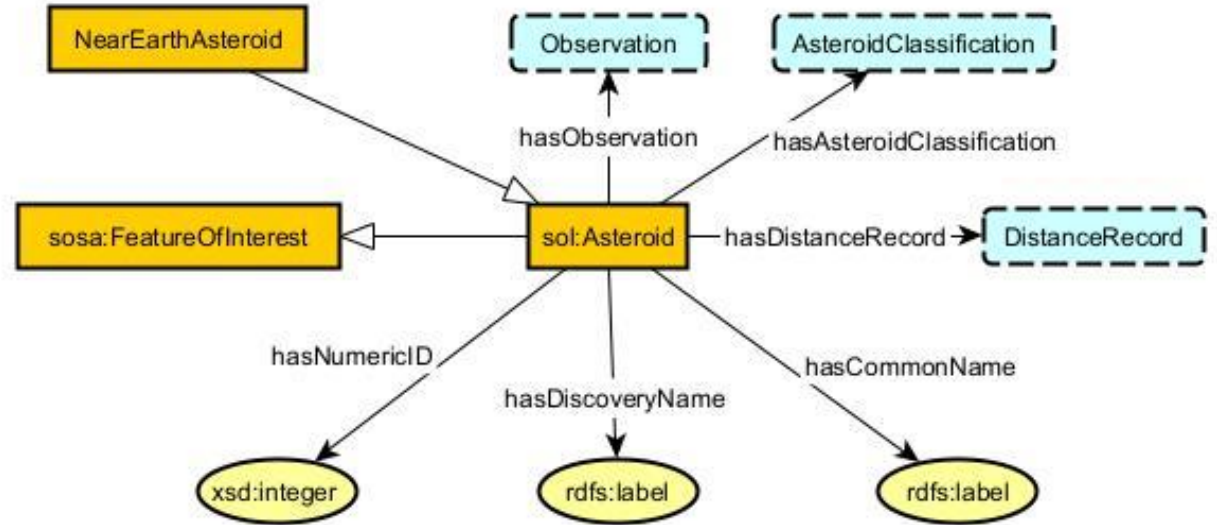 NearEarthAsteroid
Observation
AsteroidClassification
hasObservation
hasAsteroidClassification
sosa:FeatureOfInterest
sol:Asteroid
hasDistanceRecord
DistanceRecord
hasNumericID
hasDiscoveryName
hasCommonName
xsd:integer
rdfs:label
rdfs:label